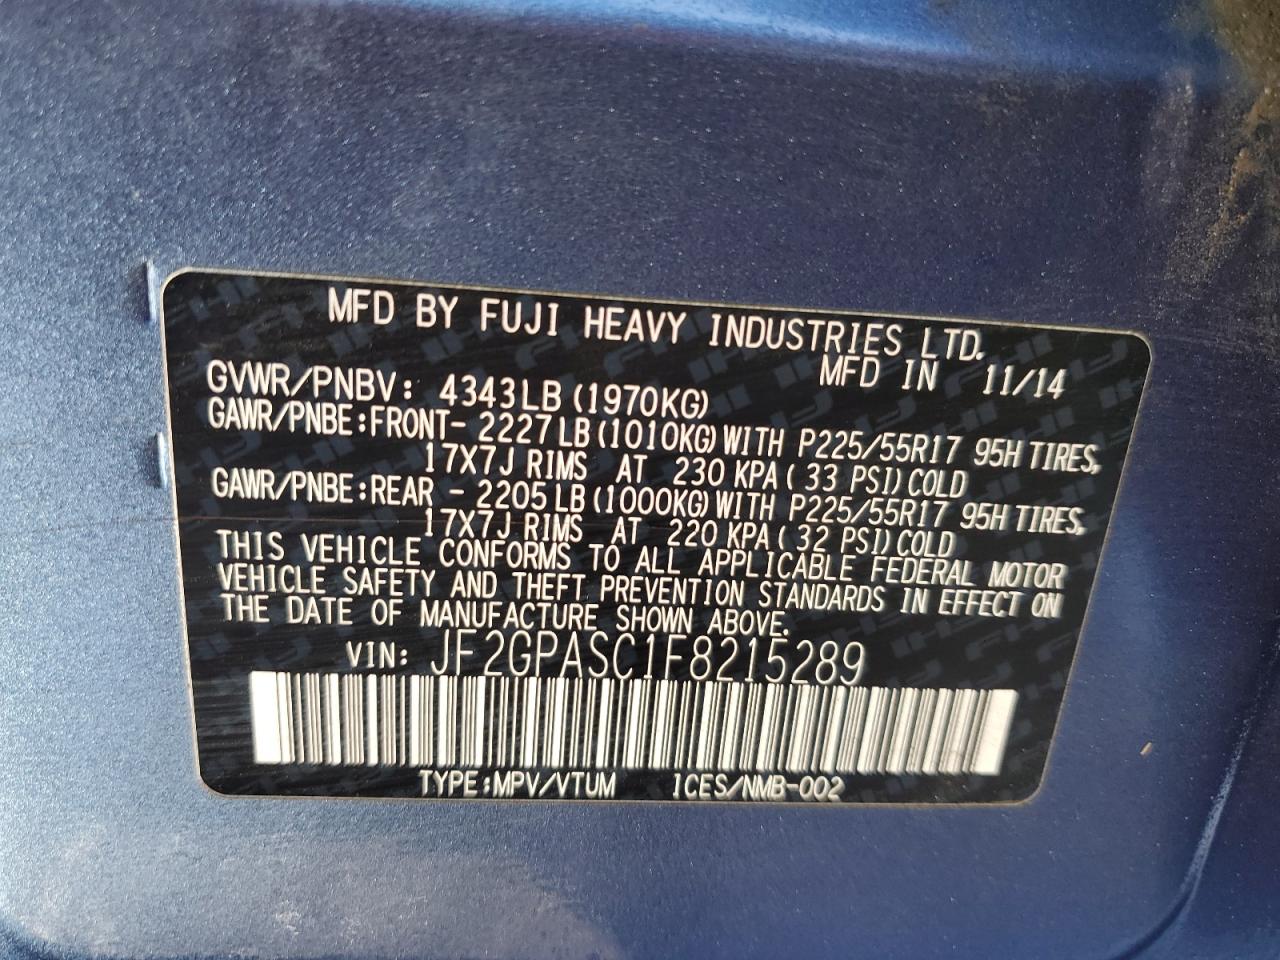 MFD BY FUJI HEAVY INDUSTRIES LTD.
MFD IN 11/14
GVWR/PNBV: 4343LB (1970KG)
GAWR/PNBE:FRONT- 2227 LB (1010KG) WITH P225/55R17 95H TIRES,
17X7J RIMS AT 230 KPA ( 33 PSI) COLD
GAWR/PNBE:REAR - 2205 LB (1000KG) WITH P225/55R17 95H TIRES,
17X7J RIMS AT 220 KPA ( 32 PSI) COLD
THIS VEHICLE CONFORMS TO ALL APPLICABLE FEDERAL MOTOR
VEHICLE SAFETY AND THEFT PREVENTION STANDARDS IN EFFECT ON
THE DATE OF MANUFACTURE SHOWN ABOVE.
VIN: JF2GPASC1F8215289
TYPE:MPV/VTUM ICES/NMB-002